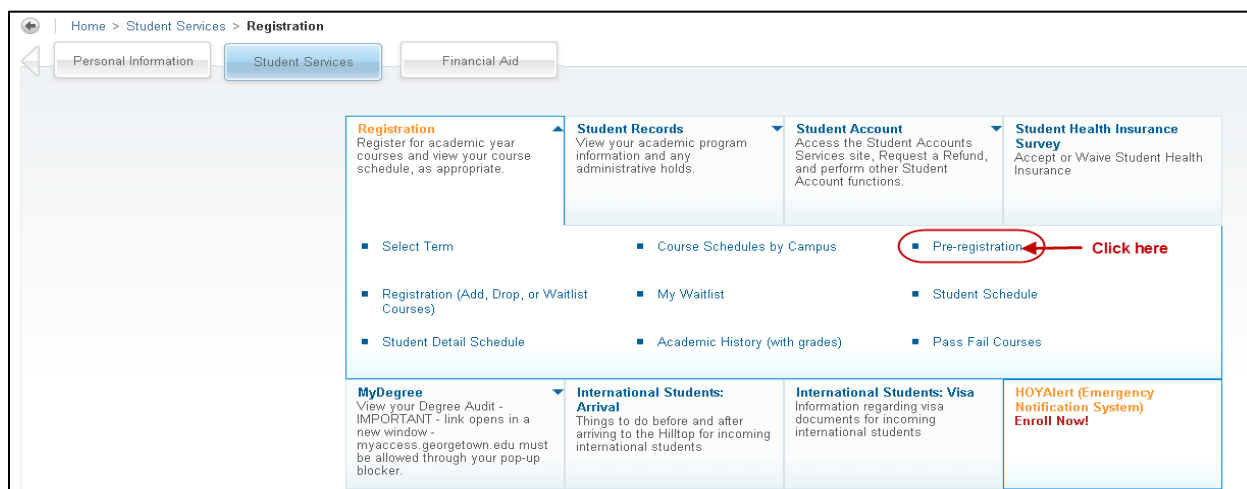 Home > Student Services > Registration
Personal Information
Student Services
Financial Aid
Registration
Register for academic year
courses and view your course
schedule, as appropriate.
Student Records
View your academic program
information and any
administrative holds.
Student Account
Access the Student Accounts
Services site, Request a Refund,
and perform other Student
Account functions.
Student Health Insurance
Survey
Accept or Waive Student Health
Insurance
Select Term
Course Schedules by Campus
Pre-registration
Click here
Registration (Add, Drop, or Waitlist
Courses)
My Waitlist
Student Schedule
Student Detail Schedule
Academic History (with grades)
Pass Fail Courses
MyDegree
View your Degree Audit -
IMPORTANT - link opens in a
new window -
myaccess.georgetown.edu must
be allowed through your pop-up
blocker.
International Students:
Arrival
Things to do before and after
arriving to the Hilltop for incoming
international students
International Students: Visa
Information regarding visa
documents for incoming
international students
HOYAlert (Emergency
Notification System)
Enroll Now!